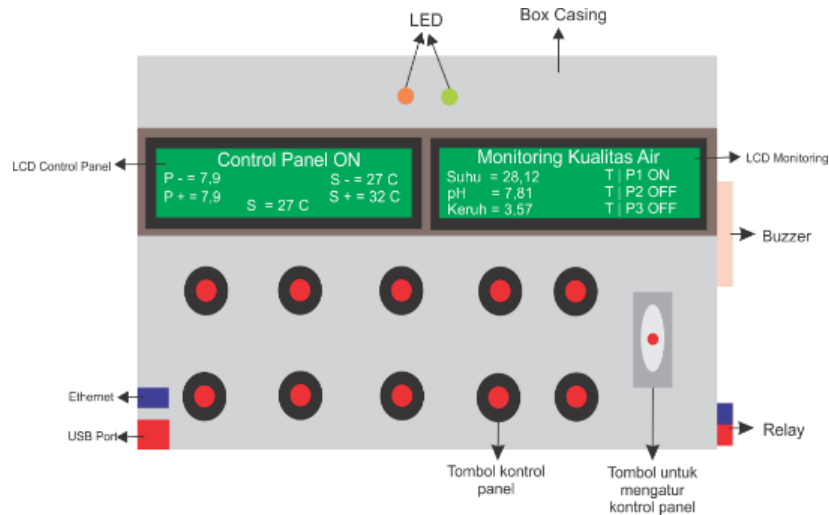 LED
Box Casing
LCD Control Panel
Control Panel ON
P - = 7,9
S - = 27 C
P + = 7,9
S + = 32 C
S = 27 C
Monitoring Kualitas Air
Suhu = 28,12
T | P1 ON
pH = 7,81
T | P2 OFF
Keruh = 3,57
T | P3 OFF
LCD Monitoring
Buzzer
Ethernet
USB Port
Relay
Tombol kontrol
panel
Tombol untuk
mengatur
kontrol panel